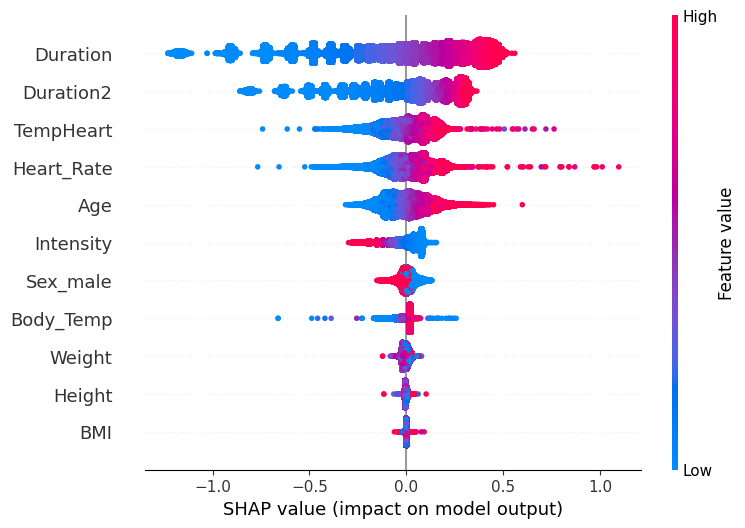 High
Duration
Duration2
TempHeart
Heart_Rate
Age
Intensity
Sex_male
Body_Temp
Weight
Height
BMI
Feature value
Low
−1.0 −0.5 0.0 0.5 1.0
SHAP value (impact on model output)